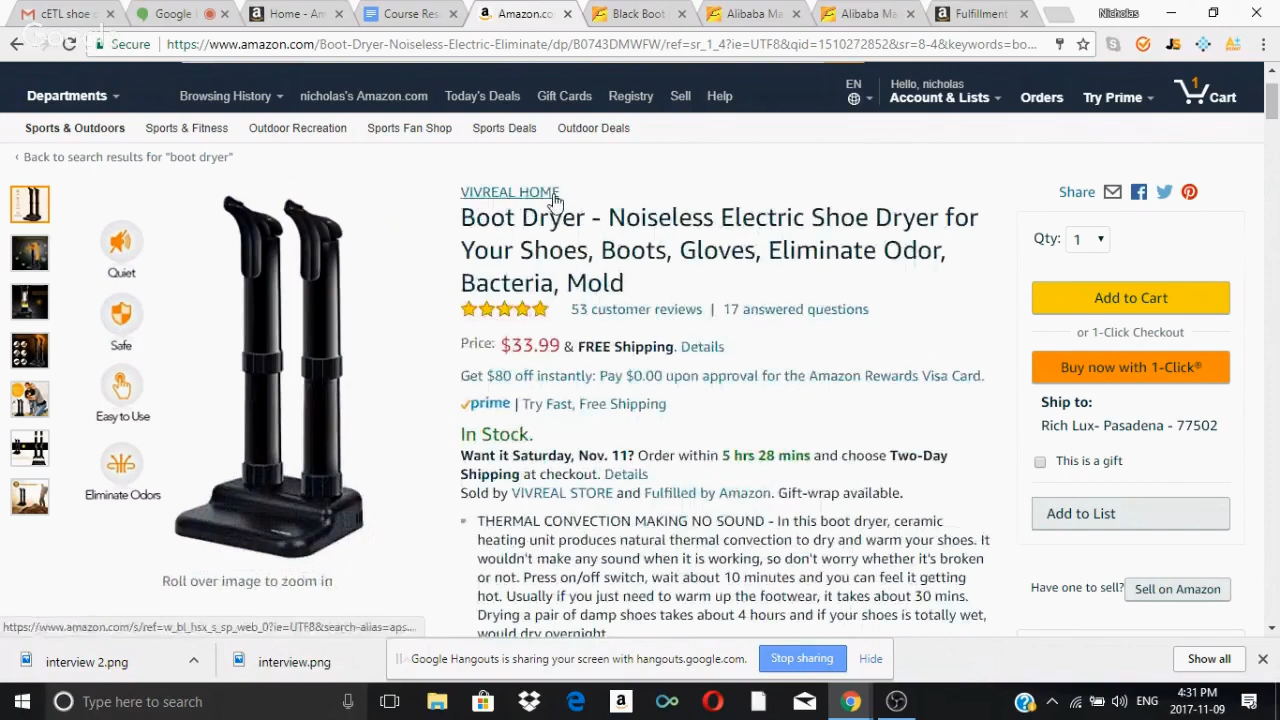 cETL shoe
Google
Home - Am
Course Res
Amazon.co
Black Boot
Alibaba Ma
Alibaba Ma
Fulfillment
Nicholas
Secure https://www.amazon.com/Boot-Dryer-Noiseless-Electric-Eliminate/dp/B0743DMWFW/ref=sr_1_4?ie=UTF8&qid=1510272852&sr=8-4&keywords=bo...
Departments
Browsing History
nicholas's Amazon.com
Today's Deals
Gift Cards
Registry
Sell
Help
EN
Hello, nicholas
Account & Lists
Orders
Try Prime
1
Cart
Sports & Outdoors
Sports & Fitness
Outdoor Recreation
Sports Fan Shop
Sports Deals
Outdoor Deals
‹ Back to search results for "boot dryer"
Quiet
Safe
Easy to Use
Eliminate Odors
Roll over image to zoom in
VIVREAL HOME
Boot Dryer - Noiseless Electric Shoe Dryer for
Your Shoes, Boots, Gloves, Eliminate Odor,
Bacteria, Mold
53 customer reviews | 17 answered questions
Price: $33.99 & FREE Shipping. Details
Get $80 off instantly: Pay $0.00 upon approval for the Amazon Rewards Visa Card.
prime | Try Fast, Free Shipping
In Stock.
Want it Saturday, Nov. 11? Order within 5 hrs 28 mins and choose Two-Day
Shipping at checkout. Details
Sold by VIVREAL STORE and Fulfilled by Amazon. Gift-wrap available.
THERMAL CONVECTION MAKING NO SOUND - In this boot dryer, ceramic
heating unit produces natural thermal convection to dry and warm your shoes. It
wouldn't make any sound when it is working, so don't worry whether it's broken
or not. Press on/off switch, wait about 10 minutes and you can feel it getting
hot. Usually if you just need to warm up the footwear, it takes about 30 mins.
Drying a pair of damp shoes takes about 4 hours and if your shoes is totally wet,
would dry overnight
Share
Qty: 1
Add to Cart
or 1-Click Checkout
Buy now with 1-Click®
Ship to:
Rich Lux- Pasadena - 77502
This is a gift
Add to List
Have one to sell? Sell on Amazon
https://www.amazon.com/s/ref=w_bl_hsx_s_sp_web_0?ie=UTF8&search-alias=aps...
interview 2.png
interview.png
Google Hangouts is sharing your screen with hangouts.google.com.
Stop sharing
Hide
Show all
Type here to search
ENG
4:31 PM
2017-11-09